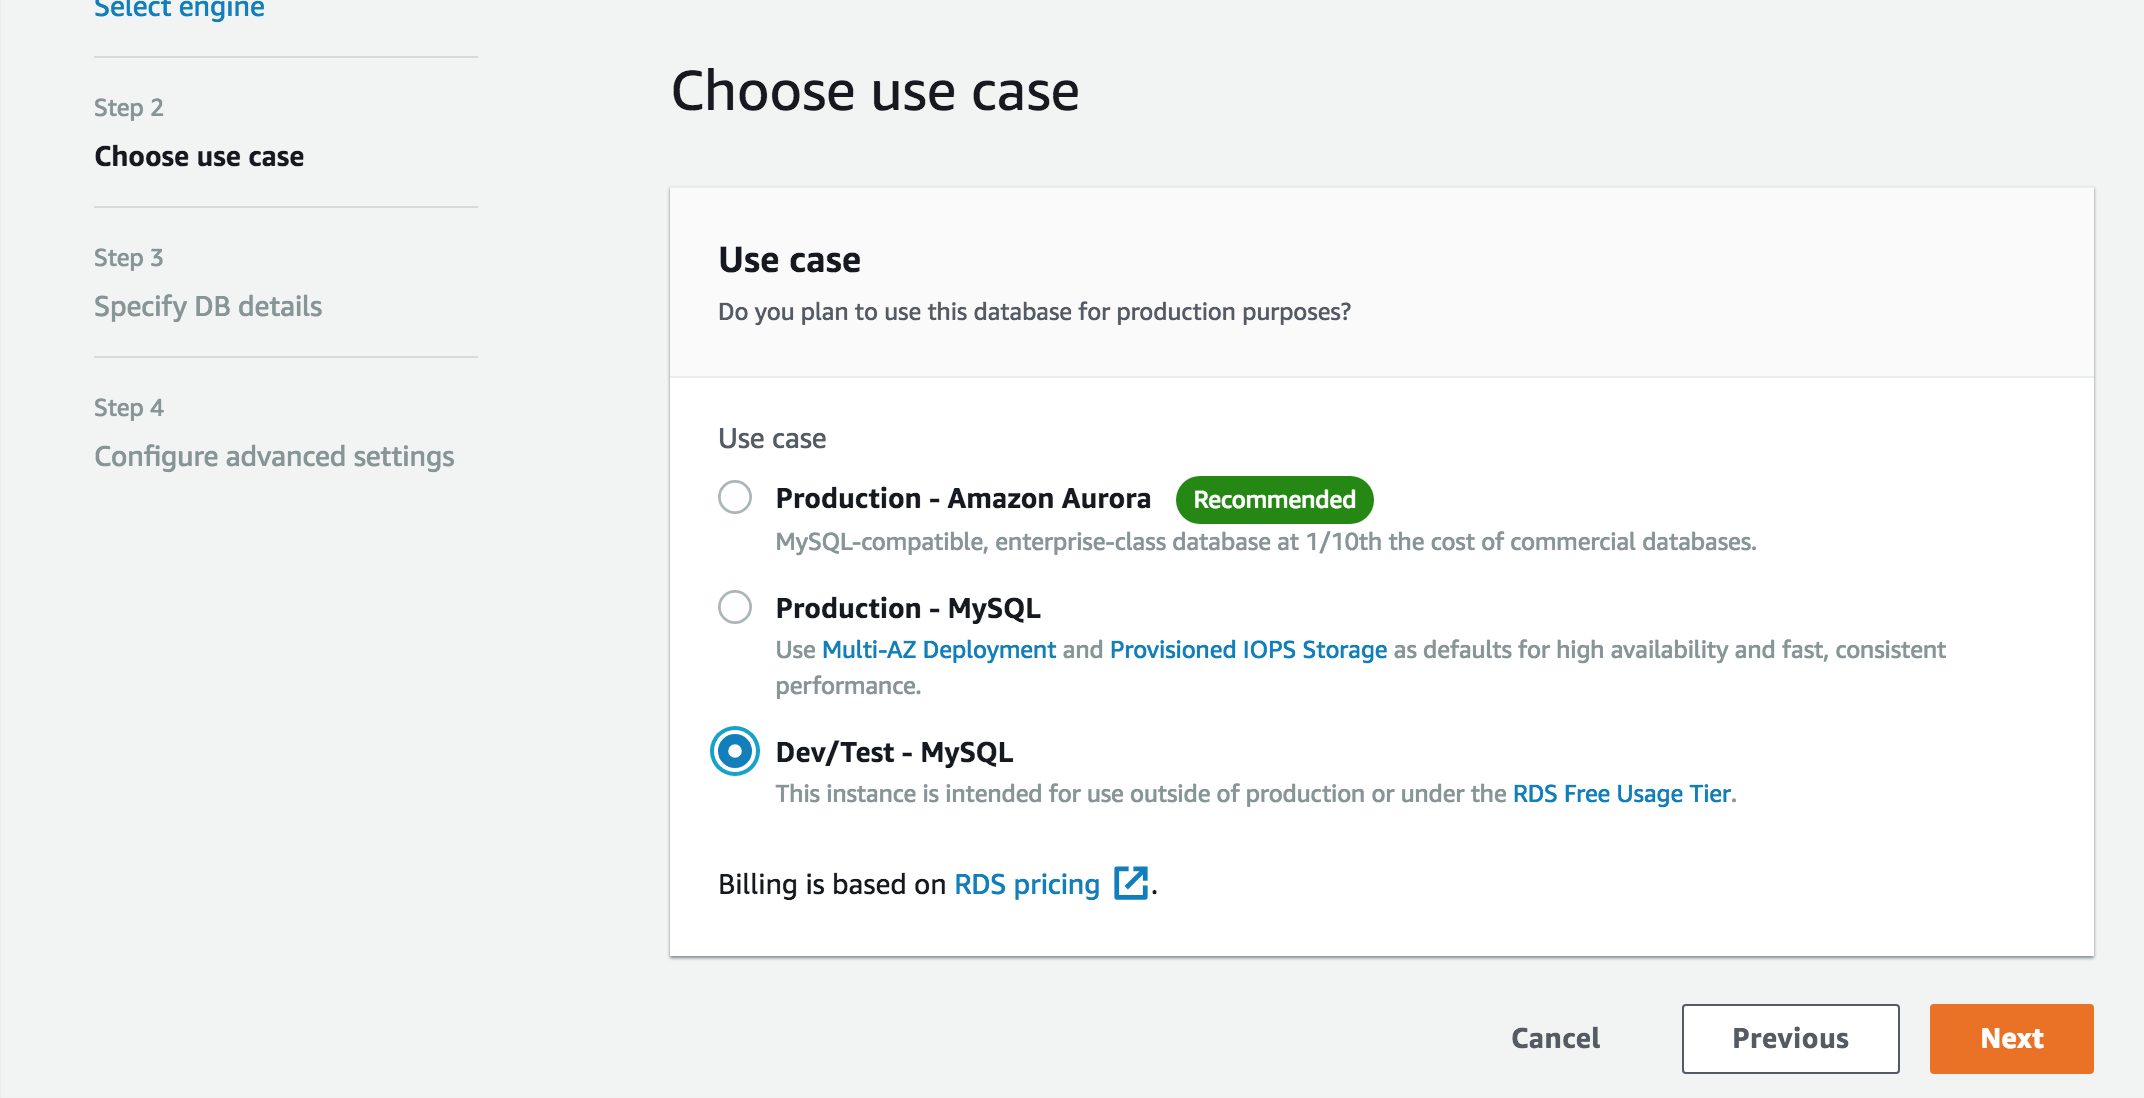 Select engine
Step 2
Choose use case
Step 3
Specify DB details
Step 4
Configure advanced settings
Choose use case
Use case
Do you plan to use this database for production purposes?
Use case
Production - Amazon Aurora Recommended
MySQL-compatible, enterprise-class database at 1/10th the cost of commercial databases.
Production - MySQL
Use Multi-AZ Deployment and Provisioned IOPS Storage as defaults for high availability and fast, consistent
performance.
Dev/Test - MySQL
This instance is intended for use outside of production or under the RDS Free Usage Tier.
Billing is based on RDS pricing .
Cancel Previous Next